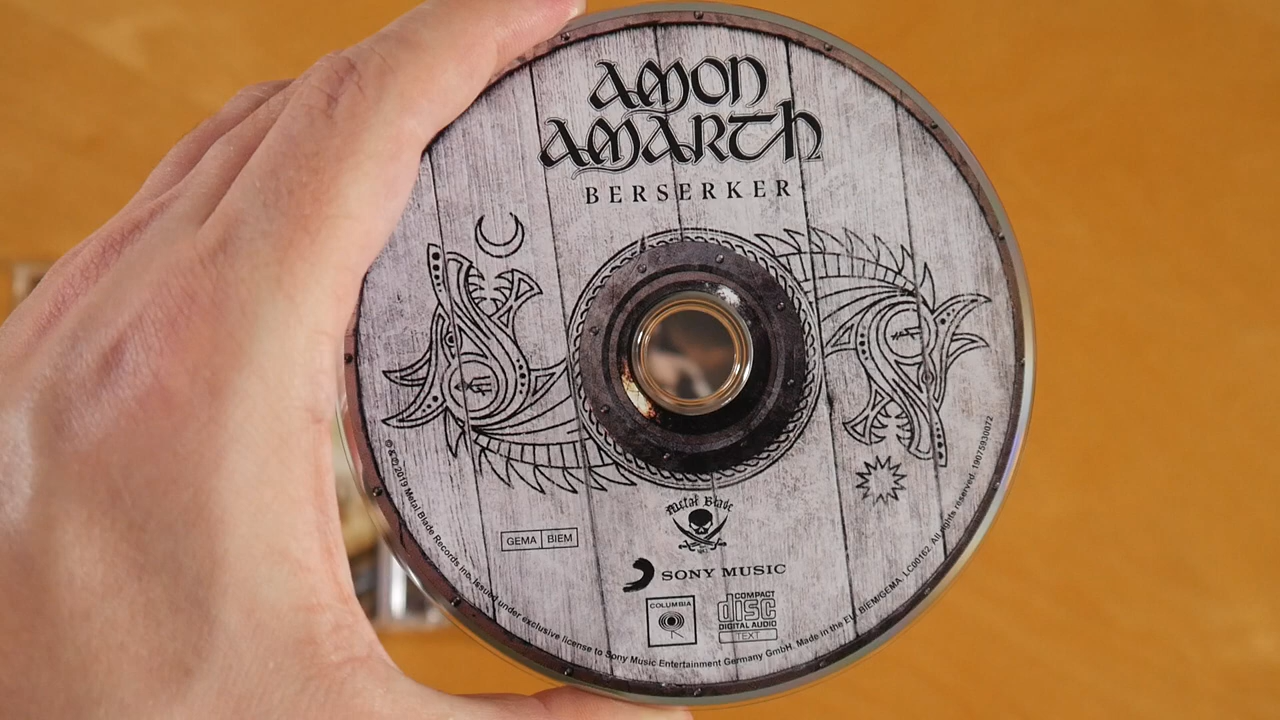 AMON
AMARTH
BERSERKER
GEMA BIEM
Metal Blade
SONY MUSIC
COLUMBIA
COMPACT
disc
DIGITAL AUDIO
TEXT
℗ & © 2019 Metal Blade Records Inc. issued under exclusive license to Sony Music Entertainment Germany GmbH. Made in the EU. BIEM/GEMA. LC00162. All rights reserved. 19075930072